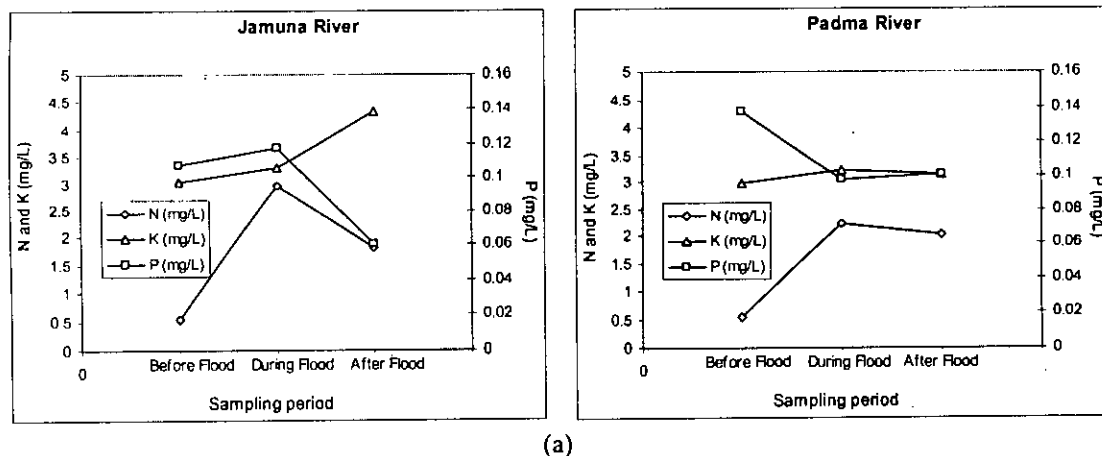 Jamuna River
5
4.5
4
3.5
3
2.5
2
1.5
1
0.5
0
N and K (mg/L)
0.16
0.14
0.12
0.1
0.08
0.06
0.04
0.02
0
P (mg/L)
N (mg/L)
K (mg/L)
P (mg/L)
0
Before Flood During Flood After Flood
Sampling period
Padma River
5
4.5
4
3.5
3
2.5
2
1.5
1
0.5
0
N and K (mg/L)
0.16
0.14
0.12
0.1
0.08
0.06
0.04
0.02
0
P (mg/L)
N (mg/L)
K (mg/L)
P (mg/L)
0
Before Flood During Flood After Flood
Sampling period
(a)